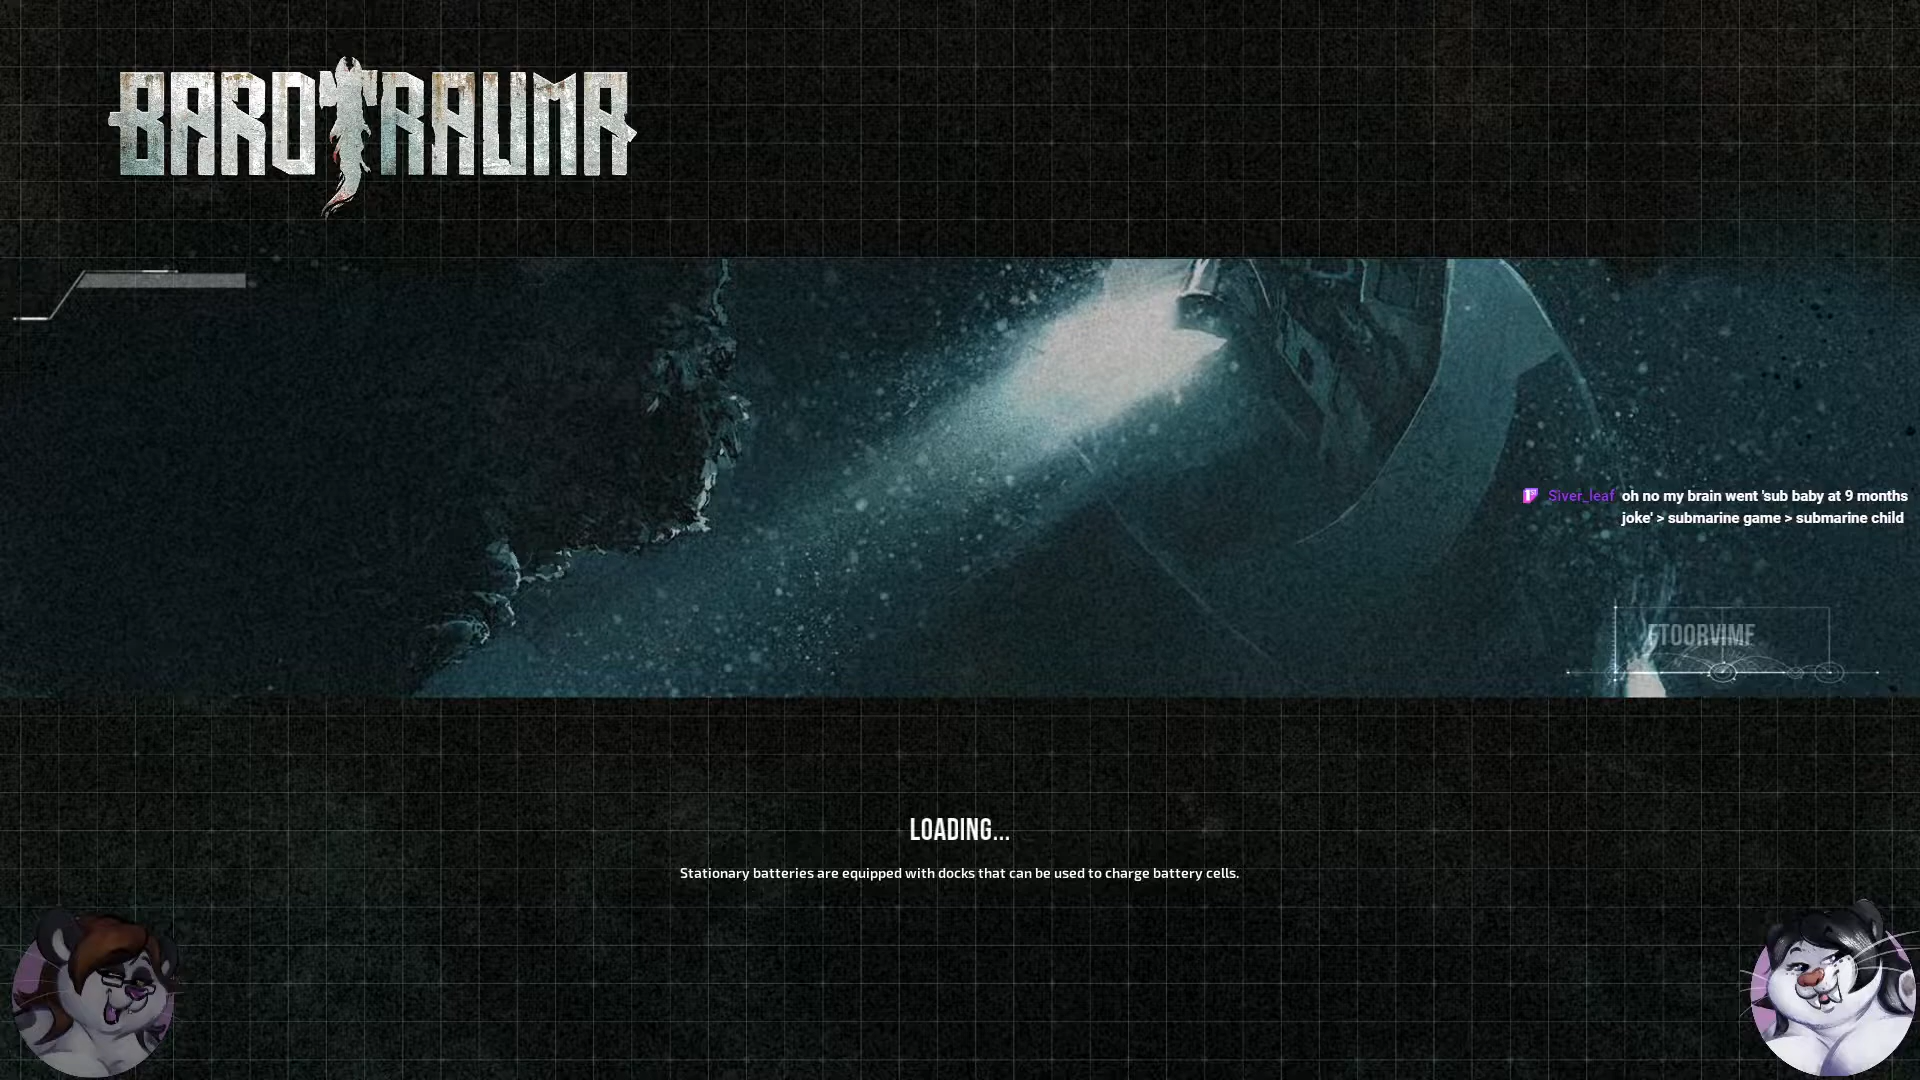 BAROTRAUMA
Siver_leaf oh no my brain went 'sub baby at 9 months
joke' > submarine game > submarine child
FTOORVIMF
LOADING...
Stationary batteries are equipped with docks that can be used to charge battery cells.